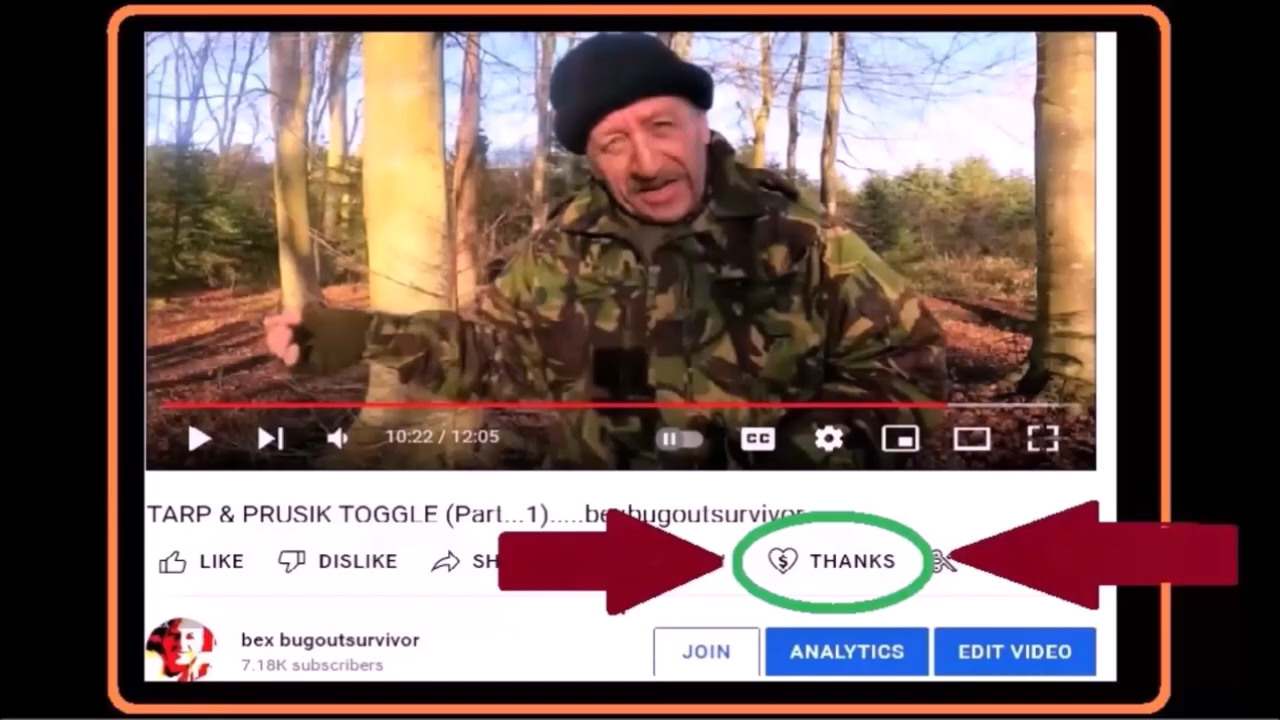 10:22 / 12:05
CC
TARP & PRUSIK TOGGLE (Part...1).....bex bugoutsurvivor
LIKE DISLIKE $ THANKS
bex bugoutsurvivor
7.18K subscribers
JOIN ANALYTICS EDIT VIDEO